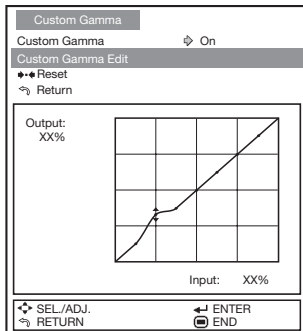 Custom Gamma
Custom Gamma On
Custom Gamma Edit
Reset
Return
Output:
XX%
Input: XX%
SEL./ADJ. ENTER
RETURN END